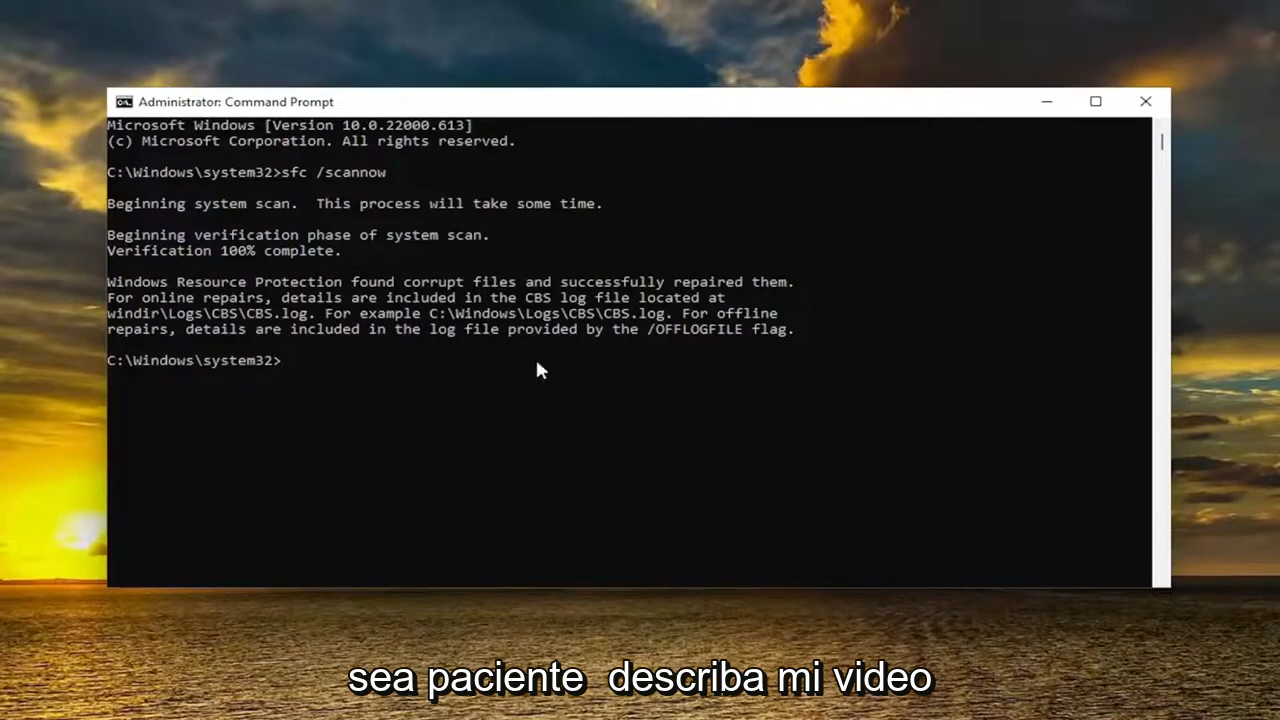 Administrator: Command Prompt
Microsoft Windows [Version 10.0.22000.613]
(c) Microsoft Corporation. All rights reserved.
C:\Windows\system32>sfc /scannow
Beginning system scan.  This process will take some time.
Beginning verification phase of system scan.
Verification 100% complete.
Windows Resource Protection found corrupt files and successfully repaired them.
For online repairs, details are included in the CBS log file located at
windir\Logs\CBS\CBS.log. For example C:\Windows\Logs\CBS\CBS.log. For offline
repairs, details are included in the log file provided by the /OFFLOGFILE flag.
C:\Windows\system32>
sea paciente  describa mi video